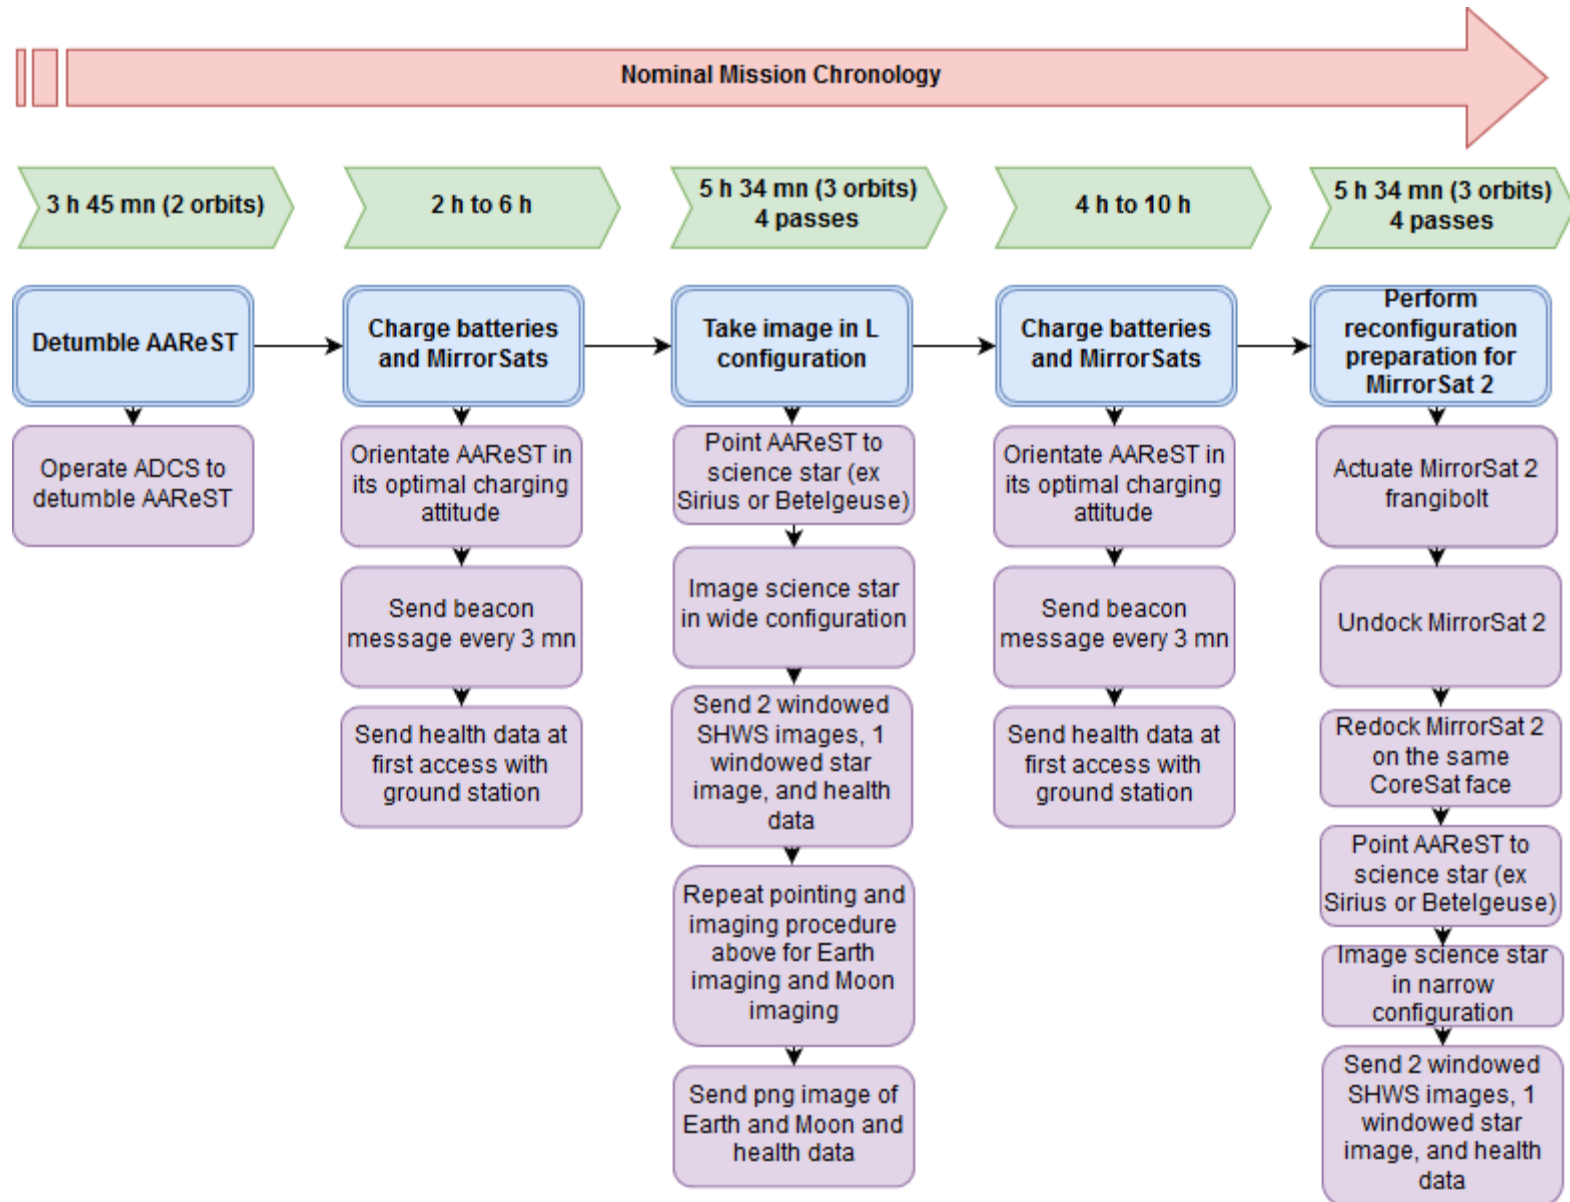 Nominal Mission Chronology
3 h 45 mn (2 orbits)
2 h to 6 h
5 h 34 mn (3 orbits)
4 passes
4 h to 10 h
5 h 34 mn (3 orbits)
4 passes
Detumble AAReST
Charge batteries
and MirrorSats
Take image in L
configuration
Charge batteries
and MirrorSats
Perform
reconfiguration
preparation for
MirrorSat 2
Operate ADCS to
detumble AAReST
Orientate AAReST in
its optimal charging
attitude
Send beacon
message every 3 mn
Send health data at
first access with
ground station
Point AAReST to
science star (ex
Sirius or Betelgeuse)
Image science star
in wide configuration
Send 2 windowed
SHWS images, 1
windowed star
image, and health
data
Repeat pointing and
imaging procedure
above for Earth
imaging and Moon
imaging
Send png image of
Earth and Moon and
health data
Orientate AAReST in
its optimal charging
attitude
Send beacon
message every 3 mn
Send health data at
first access with
ground station
Actuate MirrorSat 2
frangibolt
Undock MirrorSat 2
Redock MirrorSat 2
on the same
CoreSat face
Point AAReST to
science star (ex
Sirius or Betelgeuse)
Image science star
in narrow
configuration
Send 2 windowed
SHWS images, 1
windowed star
image, and health
data